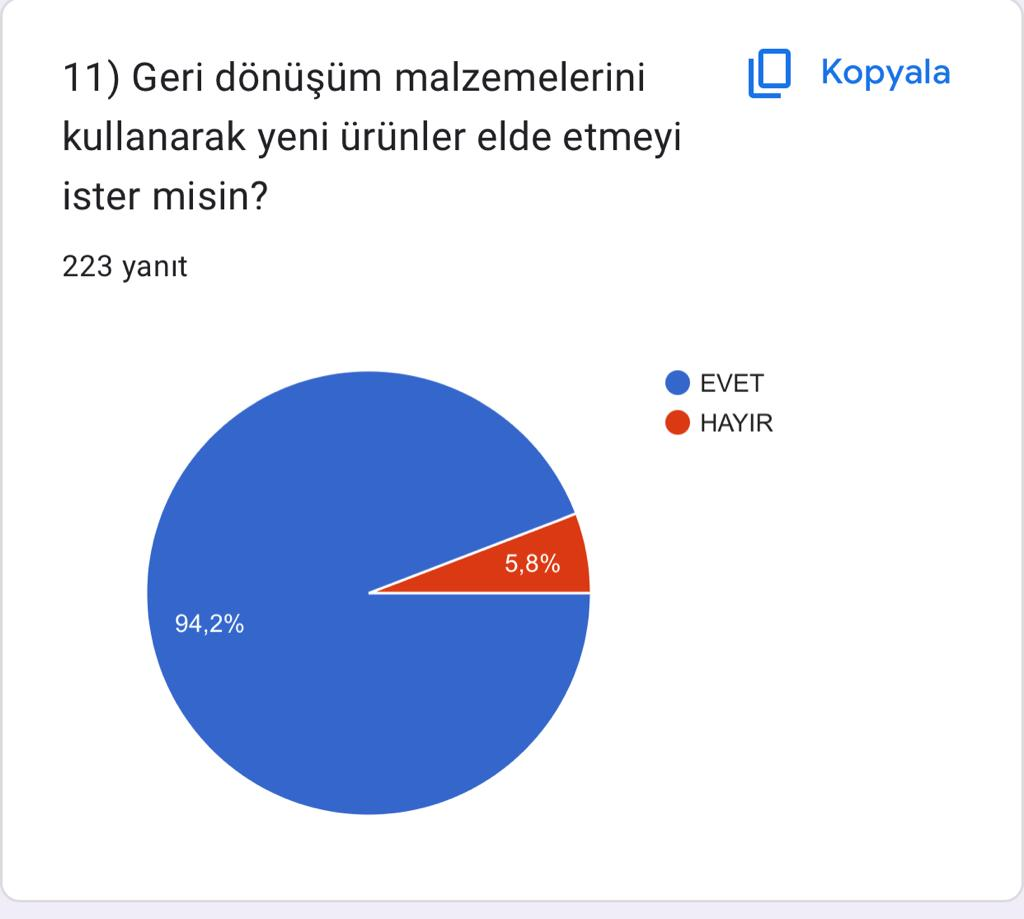 11) Geri dönüşüm malzemelerini
kullanarak yeni ürünler elde etmeyi
ister misin?
Kopyala
223 yanıt
EVET
HAYIR
5,8%
94,2%